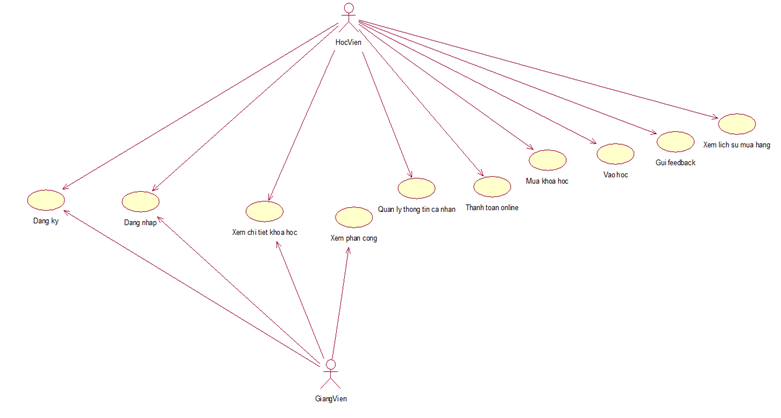 HocVien
Xem lich su mua hang
Gui feedback
Vao hoc
Mua khoa hoc
Thanh toan online
Quan ly thong tin ca nhan
Dang ky
Dang nhap
Xem chi tiet khoa hoc
Xem phan cong
GiangVien